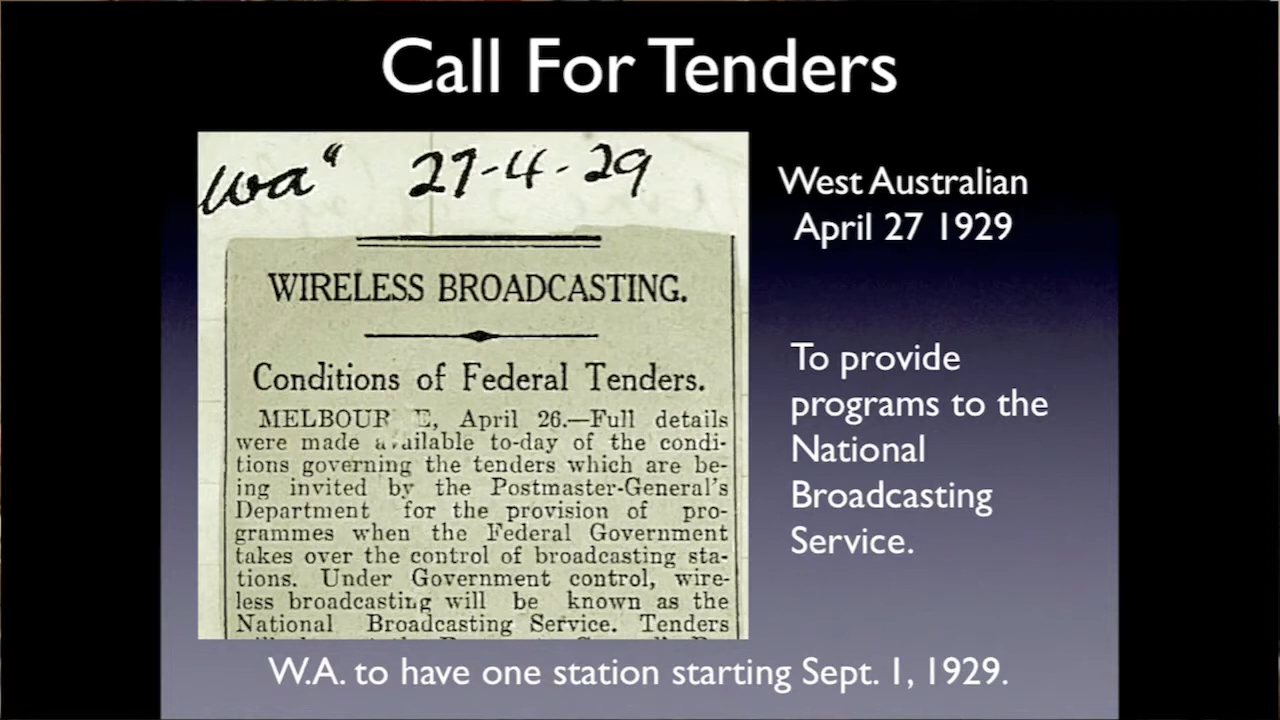 Call For Tenders
"Wa" 27-4-29
West Australian
April 27 1929
WIRELESS BROADCASTING.
Conditions of Federal Tenders.
MELBOUR E, April 26.—Full details
were made a ailable to-day of the condi-
tions governing the tenders which are be-
ing invited by the Postmaster-General's
Department for the provision of pro-
grammes when the Federal Government
takes over the control of broadcasting sta-
tions. Under Government control, wire-
less broadcasting will be known as the
National Broadcasting Service. Tenders
To provide
programs to the
National
Broadcasting
Service.
W.A. to have one station starting Sept. 1, 1929.